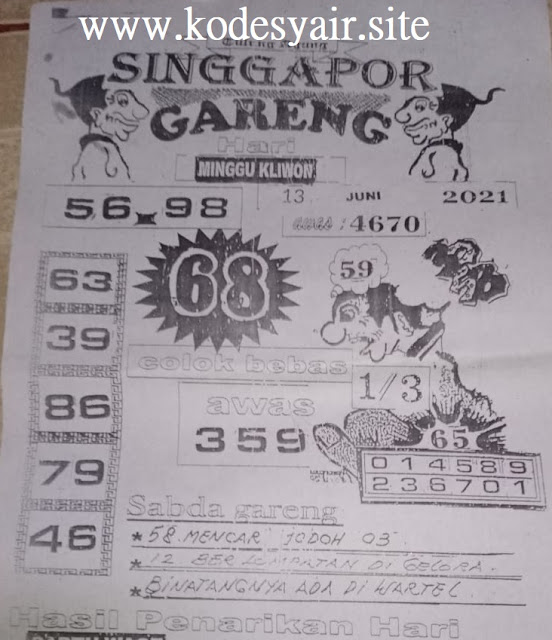 www.kodesyair.site
SINGGAPOR
GARENG
Hari
MINGGU KLIWON
13 JUNI 2021
56 98
4670
63
39
86
79
46
68
59
colok bebas
1/3
awas
359
65
014589
236701
Sabda gareng
*58 MENCAR JODOH 03
*12 BER LOMPATAN DI GELORA.
*BINATANGNYA ADA DI WARTEL
Hasil Penarikan Hari